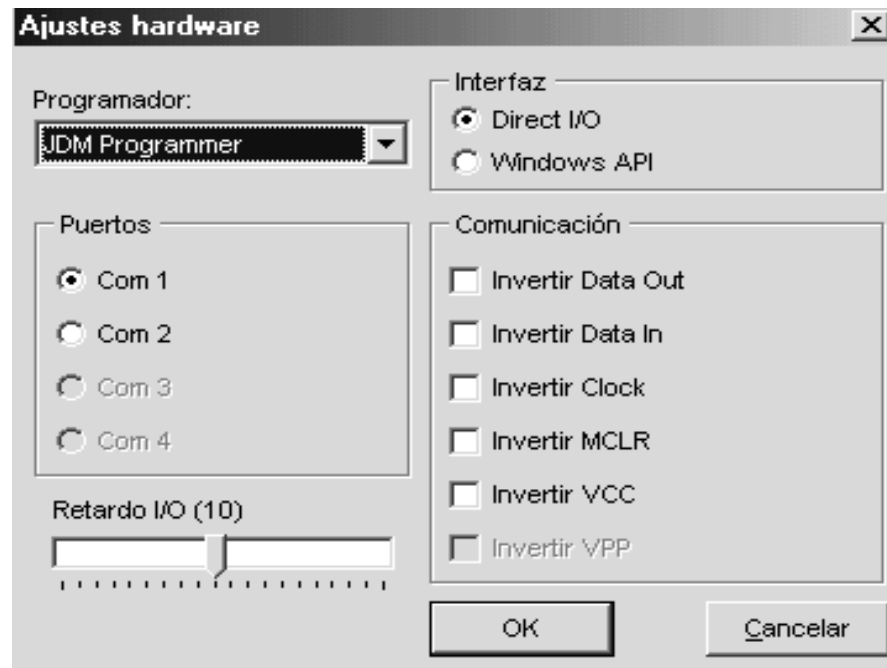 Ajustes hardware
Programador:
JDM Programmer
Interfaz
Direct I/O
Windows API
Puertos
Com 1
Com 2
Com 3
Com 4
Comunicación
Invertir Data Out
Invertir Data In
Invertir Clock
Invertir MCLR
Invertir VCC
Invertir VPP
Retardo I/O (10)
OK
Cancelar